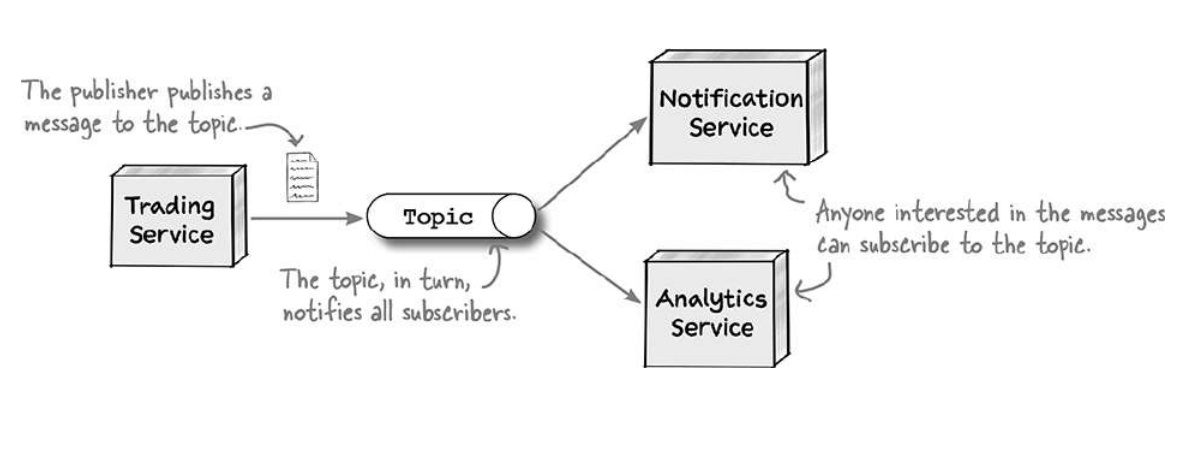 The publisher publishes a
message to the topic.
Trading
Service
Topic
The topic, in turn,
notifies all subscribers.
Notification
Service
Anyone interested in the messages
can subscribe to the topic.
Analytics
Service